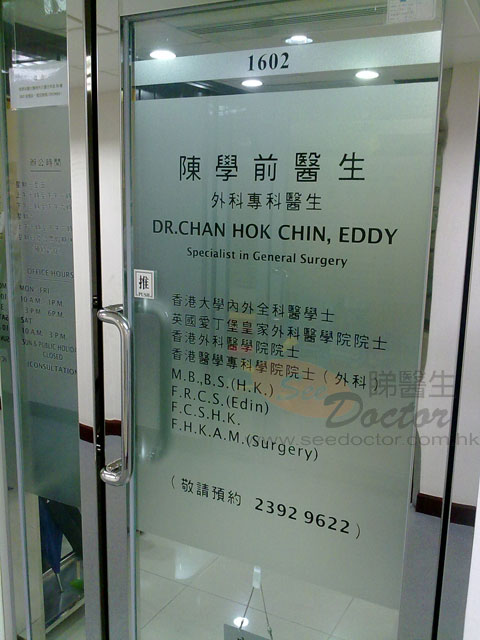 1602
陳學前醫生
外科專科醫生
DR.CHAN HOK CHIN, EDDY
Specialist in General Surgery
推
PUSH
香港大學內外全科醫學士
英國愛丁堡皇家外科醫學院院士
香港外科醫學院院士
香港醫學專科學院院士(外科)
M.B.,B.S.(H.K.)
F.R.C.S.(Edin)
F.C.S.H.K.
F.H.K.A.M.(Surgery)
(敬請預約 2392 9622)
辦公時間
OFFICE HOURS
MON - FRI
SAT
SUN & PUBLIC
CLOSED
See Doctor 睇醫生
www.seedoctor.com.hk